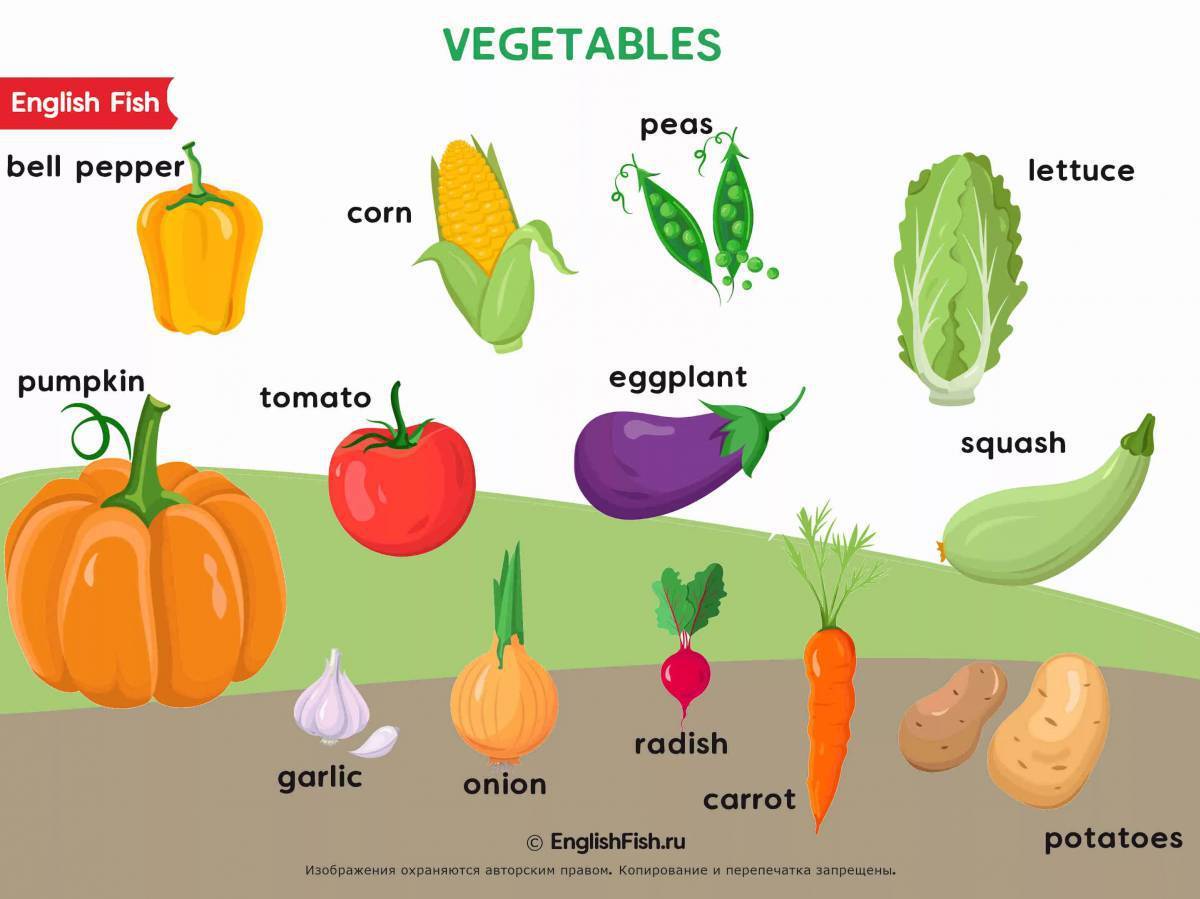 VEGETABLES
English Fish
peas
bell pepper
lettuce
corn
pumpkin
tomato
eggplant
squash
garlic
onion
radish
carrot
potatoes
© EnglishFish.ru
Изображения охраняются авторским правом. Копирование и перепечатка запрещены.